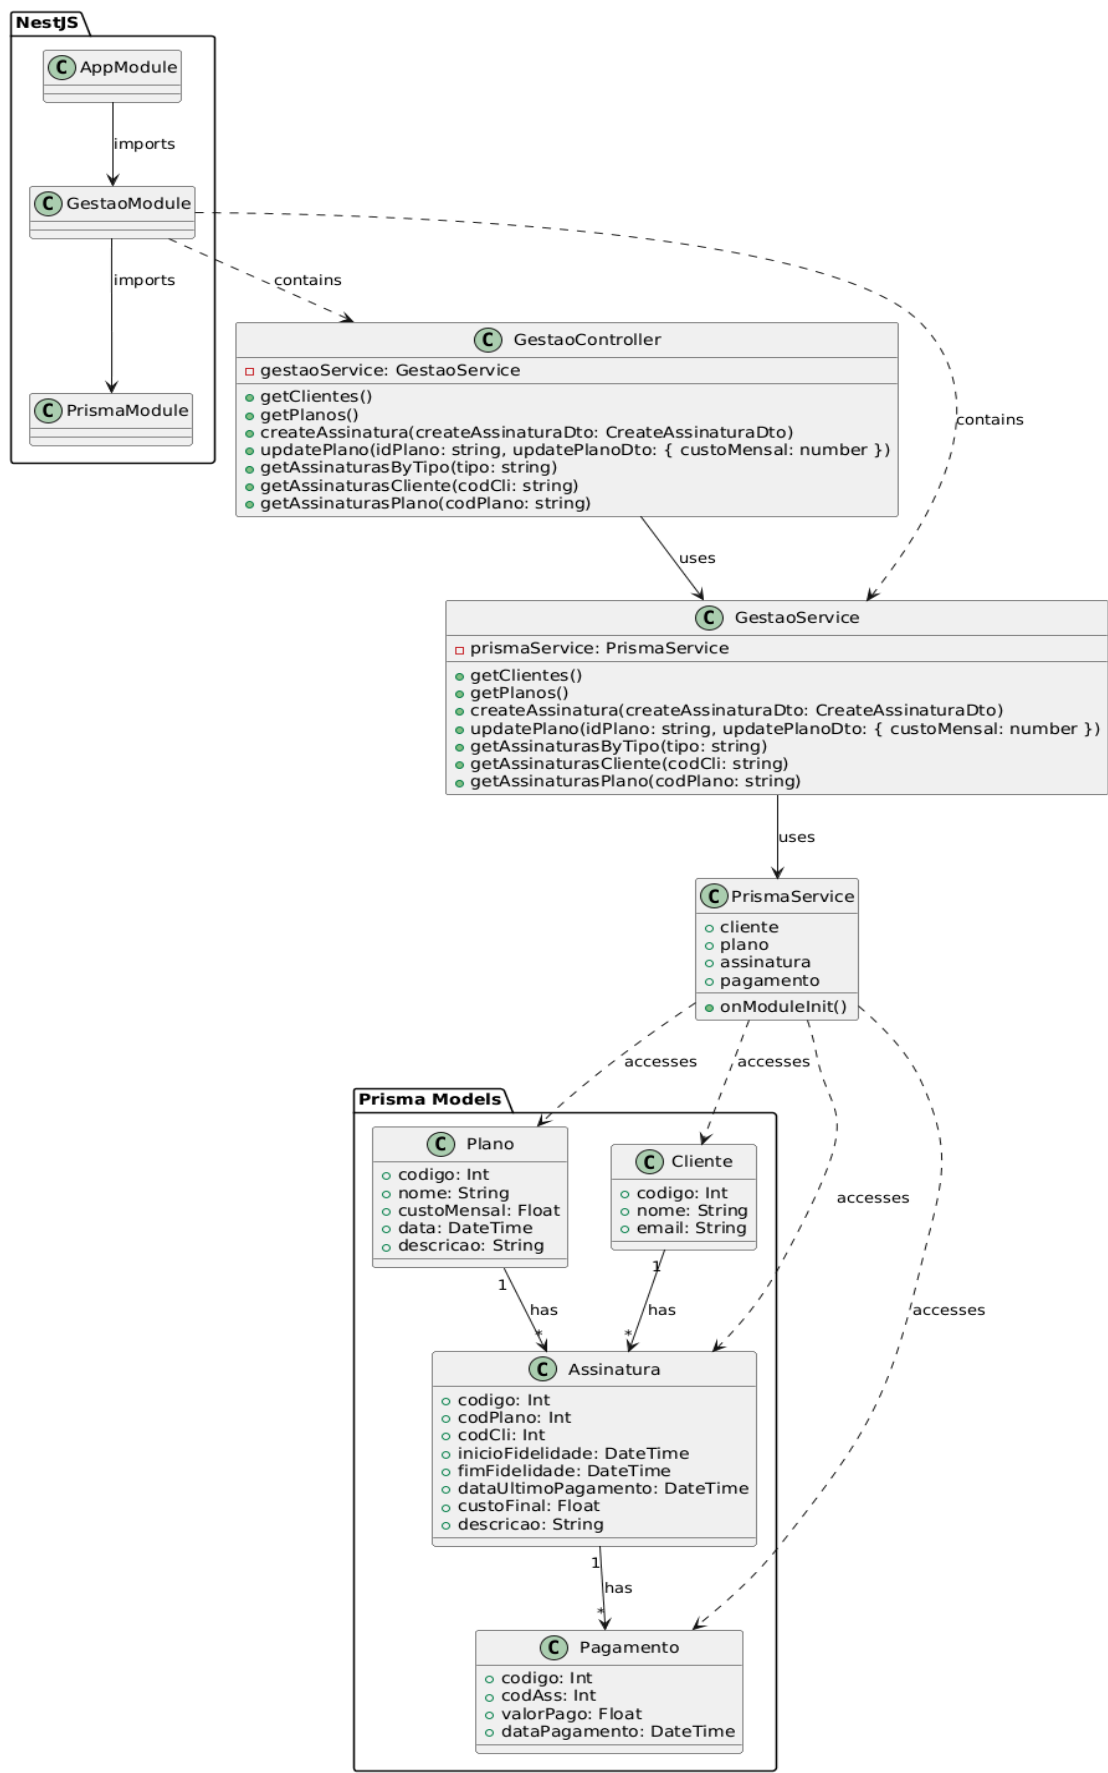 NestJS
C AppModule
imports
C GestaoModule
imports
contains
contains
C PrismaModule
C GestaoController
gestaoService: GestaoService
getClientes()
getPlanos()
createAssinatura(createAssinaturaDto: CreateAssinaturaDto)
updatePlano(idPlano: string, updatePlanoDto: { custoMensal: number })
getAssinaturasByTipo(tipo: string)
getAssinaturasCliente(codCli: string)
getAssinaturasPlano(codPlano: string)
uses
C GestaoService
prismaService: PrismaService
getClientes()
getPlanos()
createAssinatura(createAssinaturaDto: CreateAssinaturaDto)
updatePlano(idPlano: string, updatePlanoDto: { custoMensal: number })
getAssinaturasByTipo(tipo: string)
getAssinaturasCliente(codCli: string)
getAssinaturasPlano(codPlano: string)
uses
C PrismaService
cliente
plano
assinatura
pagamento
onModuleInit()
accesses
accesses
accesses
accesses
Prisma Models
C Plano
codigo: Int
nome: String
custoMensal: Float
data: DateTime
descricao: String
C Cliente
codigo: Int
nome: String
email: String
1
has
*
1
has
*
C Assinatura
codigo: Int
codPlano: Int
codCli: Int
inicioFidelidade: DateTime
fimFidelidade: DateTime
dataUltimoPagamento: DateTime
custoFinal: Float
descricao: String
1
has
*
C Pagamento
codigo: Int
codAss: Int
valorPago: Float
dataPagamento: DateTime